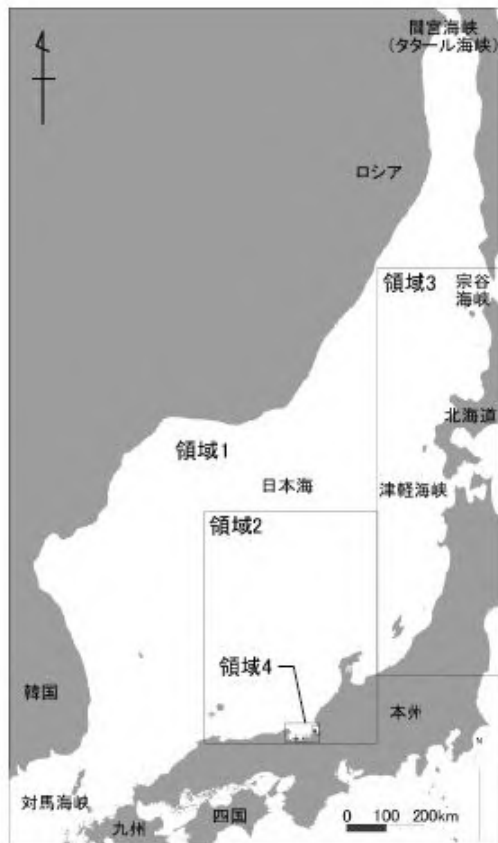 間宮海峡
(タタール海峡)
ロシア
領域3
宗谷
海峡
北海道
領域1
日本海
津軽海峡
領域2
領域4
韓国
本州
N
対馬海峡
四国
九州
0 100 200km